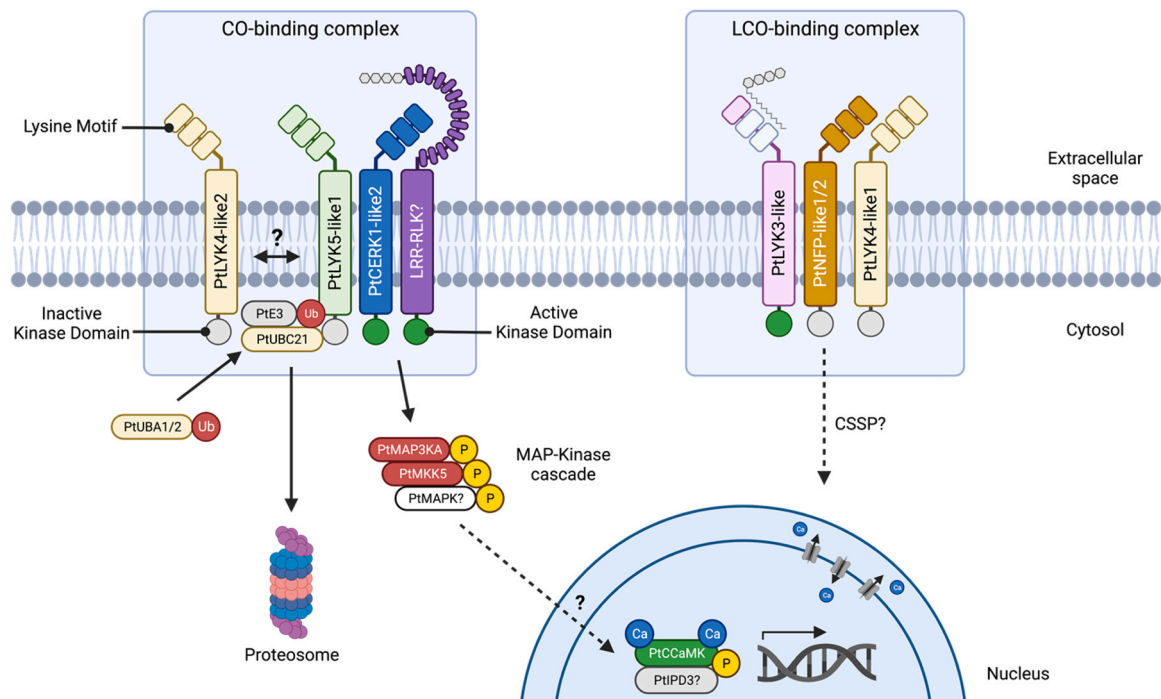 CO-binding complex
LCO-binding complex
Lysine Motif
Extracellular
space
PtLYK4-like2
?
PtLYK5-like1
PtCERK1-like2
LRR-RLK?
PtLYK3-like
PtNFP-like1/2
PtLYK4-like1
Inactive
Kinase Domain
PtE3
Ub
PtUBC21
Active
Kinase Domain
Cytosol
PtUBA1/2
Ub
CSSP?
PtMAP3KA
P
PtMKK5
P
PtMAPK?
P
MAP-Kinase
cascade
Ca
Ca
Ca
?
Proteosome
Ca
Ca
PtCCaMK
P
PtIPD3?
Nucleus